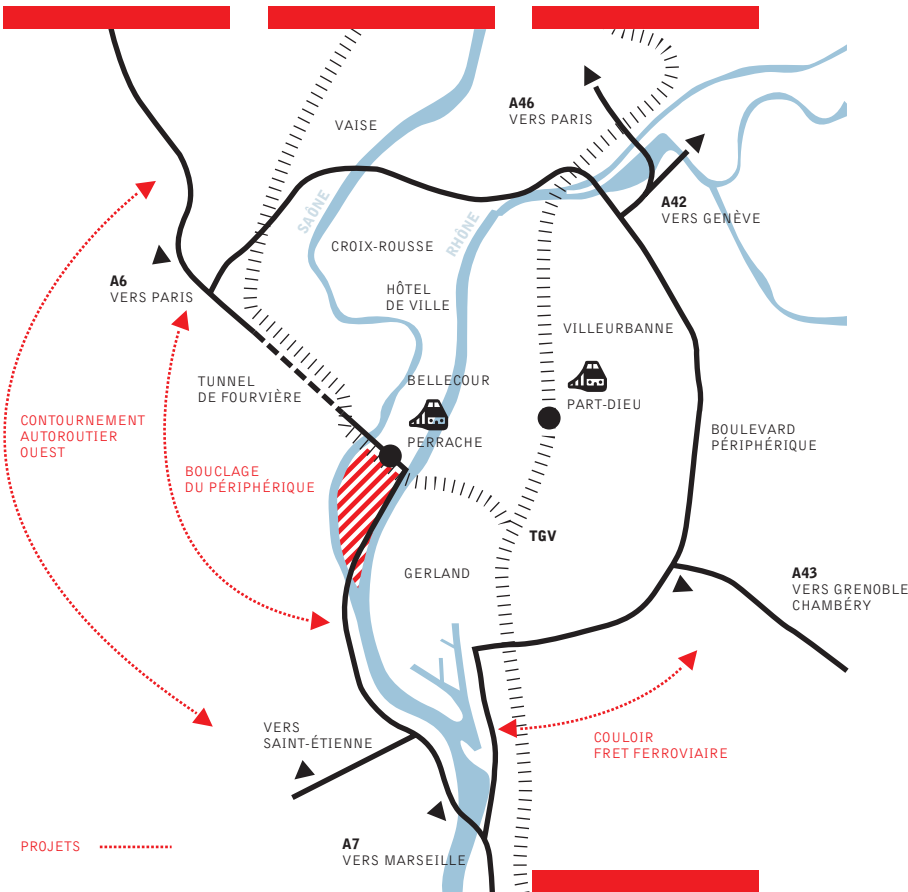 A46
VERS PARIS
VAISE
SAÔNE
RHÔNE
A42
VERS GENÈVE
CROIX-ROUSSE
A6
VERS PARIS
HÔTEL
DE VILLE
VILLEURBANNE
TUNNEL
DE FOURVIÈRE
BELLECOUR
PART-DIEU
CONTOURNEMENT
AUTOROUTIER
OUEST
PERRACHE
BOULEVARD
PÉRIPHÉRIQUE
BOUCLAGE
DU PÉRIPHÉRIQUE
TGV
GERLAND
A43
VERS GRENOBLE
CHAMBÉRY
VERS
SAINT-ÉTIENNE
COULOIR
FRET FERROVIAIRE
PROJETS
A7
VERS MARSEILLE